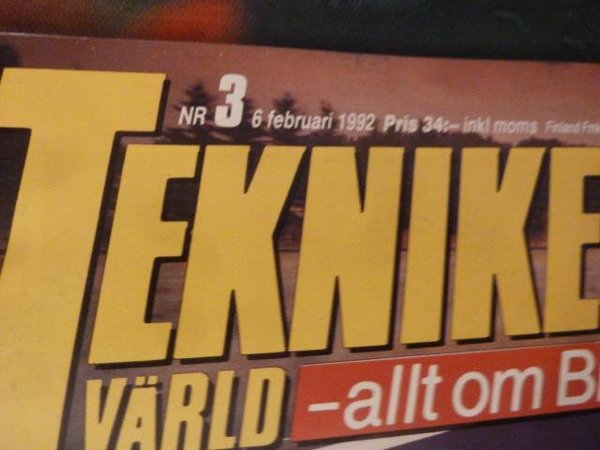 NR 3 6 februari 1992 Pris 34:- inkl moms Finland
TEKNIKE
VÄRLD
-allt om